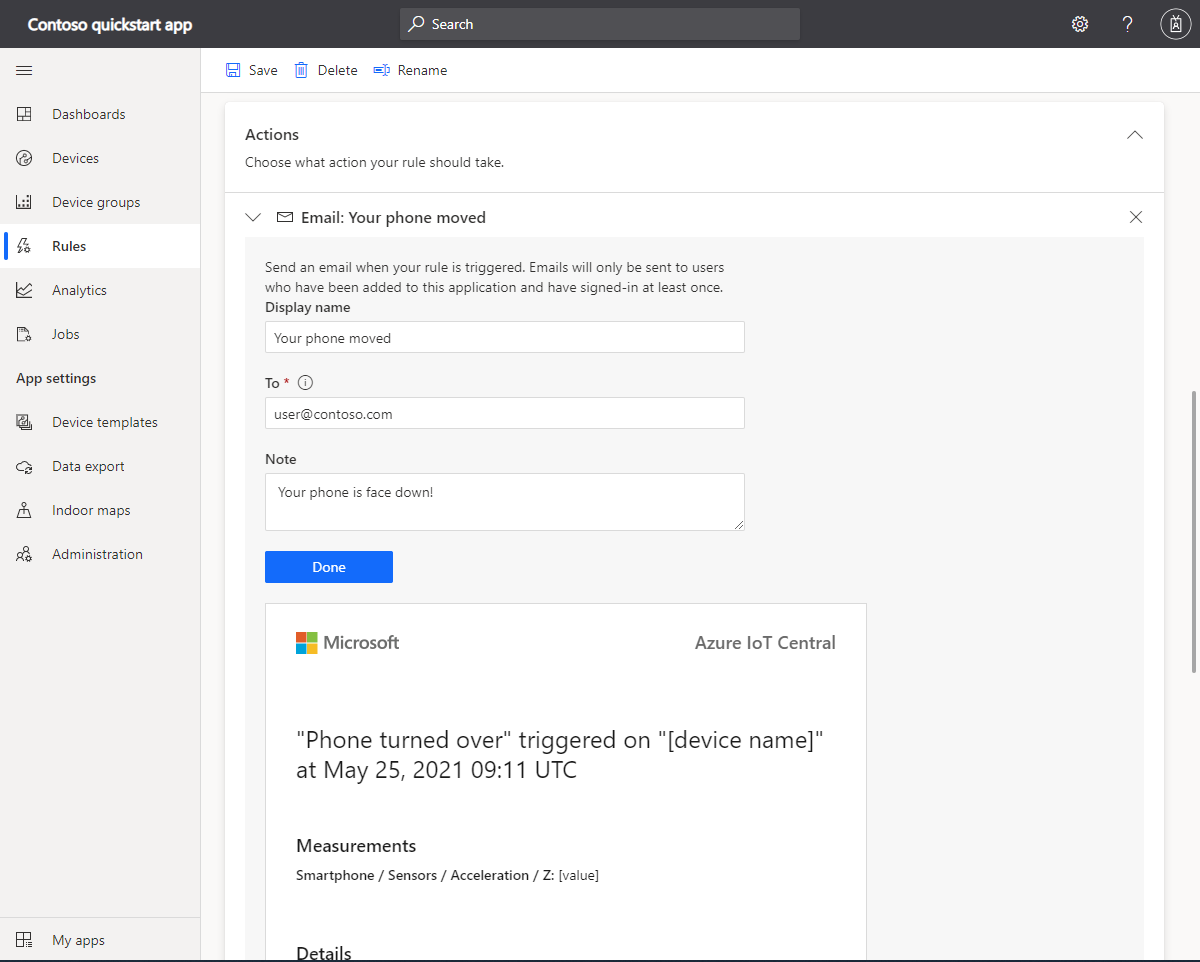 Contoso quickstart app
Search
?
Save
Delete
Rename
Dashboards
Devices
Device groups
Rules
Analytics
Jobs
App settings
Device templates
Data export
Indoor maps
Administration
My apps
Actions
Choose what action your rule should take.
Email: Your phone moved
Send an email when your rule is triggered. Emails will only be sent to users
who have been added to this application and have signed-in at least once.
Display name
Your phone moved
To *
user@contoso.com
Note
Your phone is face down!
Done
Microsoft
Azure IoT Central
"Phone turned over" triggered on "[device name]"
at May 25, 2021 09:11 UTC
Measurements
Smartphone / Sensors / Acceleration / Z: [value]
Details